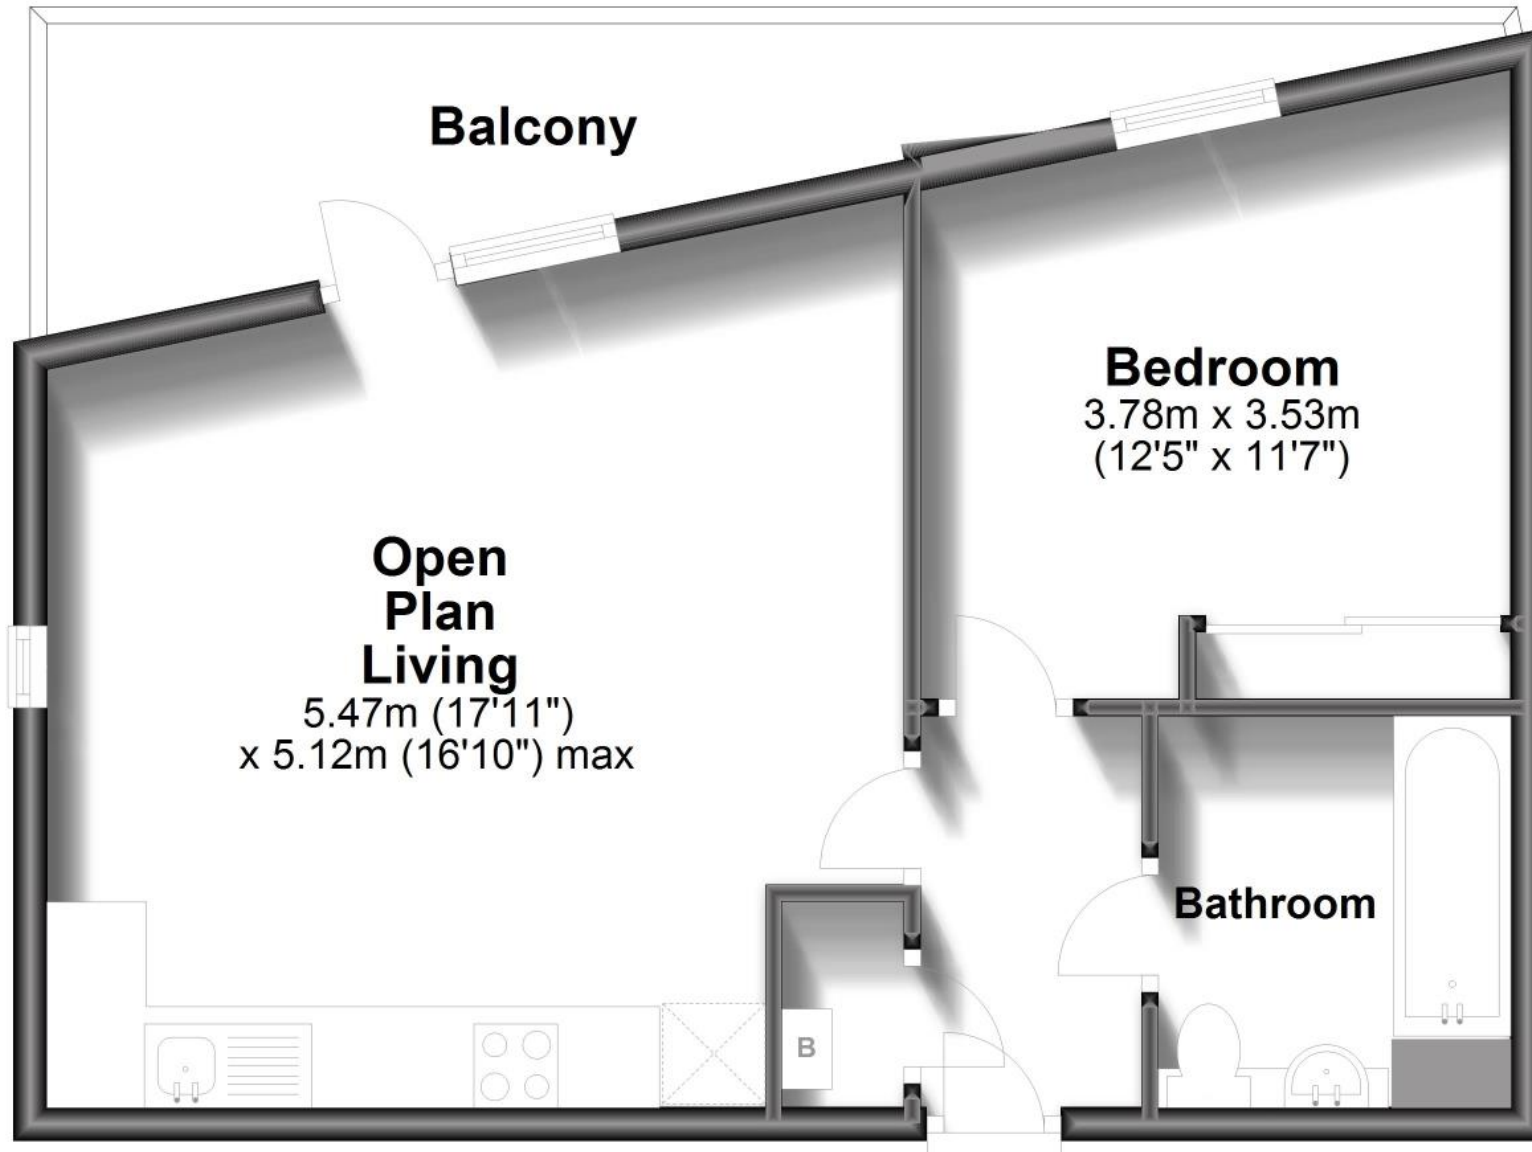 Balcony
Bedroom
3.78m x 3.53m
(12'5" x 11'7")
Open
Plan
Living
5.47m (17'11")
x 5.12m (16'10") max
Bathroom
B